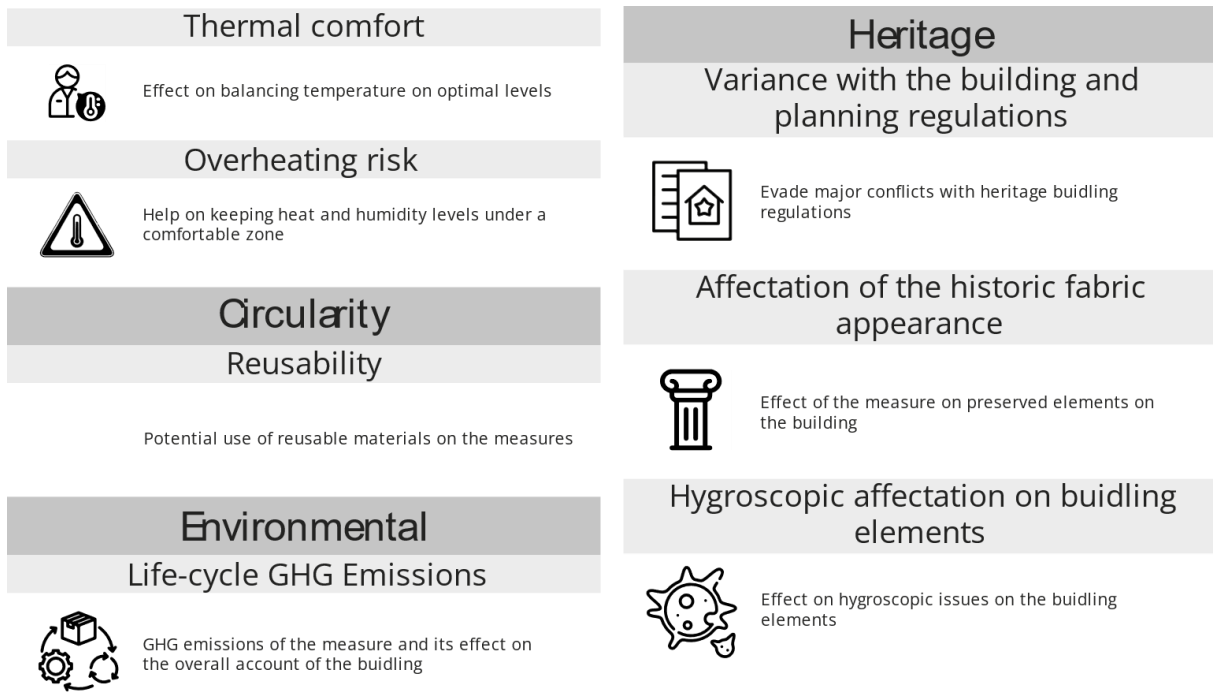 Thermal comfort
Effect on balancing temperature on optimal levels
Overheating risk
Help on keeping heat and humidity levels under a
comfortable zone
Circularity
Reusability
Potential use of reusable materials on the measures
Environmental
Life-cycle GHG Emissions
GHG emissions of the measure and its effect on
the overall account of the buidling
Heritage
Variance with the building and
planning regulations
Evade major conflicts with heritage buidling
regulations
Affectation of the historic fabric
appearance
Effect of the measure on preserved elements on
the building
Hygroscopic affectation on buidling
elements
Effect on hygroscopic issues on the buidling
elements